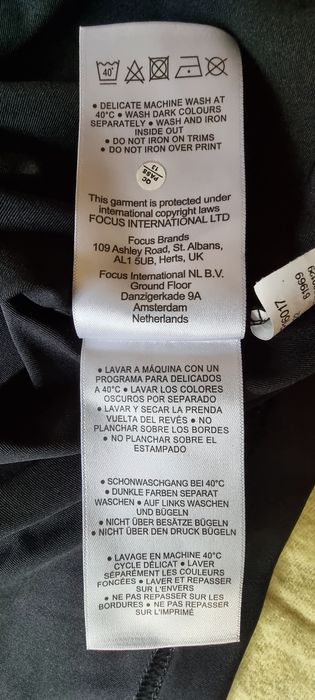 40°
• DELICATE MACHINE WASH AT
40°C • WASH DARK COLOURS
SEPARATELY • WASH AND IRON
INSIDE OUT
• DO NOT IRON ON TRIMS
• DO NOT IRON OVER PRINT
QC
PASS
13
This garment is protected under
international copyright laws
FOCUS INTERNATIONAL LTD
Focus Brands
109 Ashley Road, St. Albans,
AL1 5UB, Herts, UK
Focus International NL B.V.
Ground Floor
Danzigerkade 9A
Amsterdam
Netherlands
• LAVAR A MÁQUINA CON UN
PROGRAMA PARA DELICADOS
A 40°C • LAVAR LOS COLORES
OSCUROS POR SEPARADO
• LAVAR Y SECAR LA PRENDA
VUELTA DEL REVÉS • NO
PLANCHAR SOBRE LOS BORDES
• NO PLANCHAR SOBRE EL
ESTAMPADO
• SCHONWASCHGANG BEI 40°C
• DUNKLE FARBEN SEPARAT
WASCHEN • AUF LINKS WASCHEN
UND BÜGELN
• NICHT ÜBER BESÄTZE BÜGELN
• NICHT ÜBER DEN DRUCK BÜGELN
• LAVAGE EN MACHINE 40°C
CYCLE DÉLICAT • LAVER
SÉPARÉMENT LES COULEURS
FONCÉES • LAVER ET REPASSER
SUR L'ENVERS
• NE PAS REPASSER SUR LES
BORDURES • NE PAS REPASSER
SUR L'IMPRIMÉ
61969